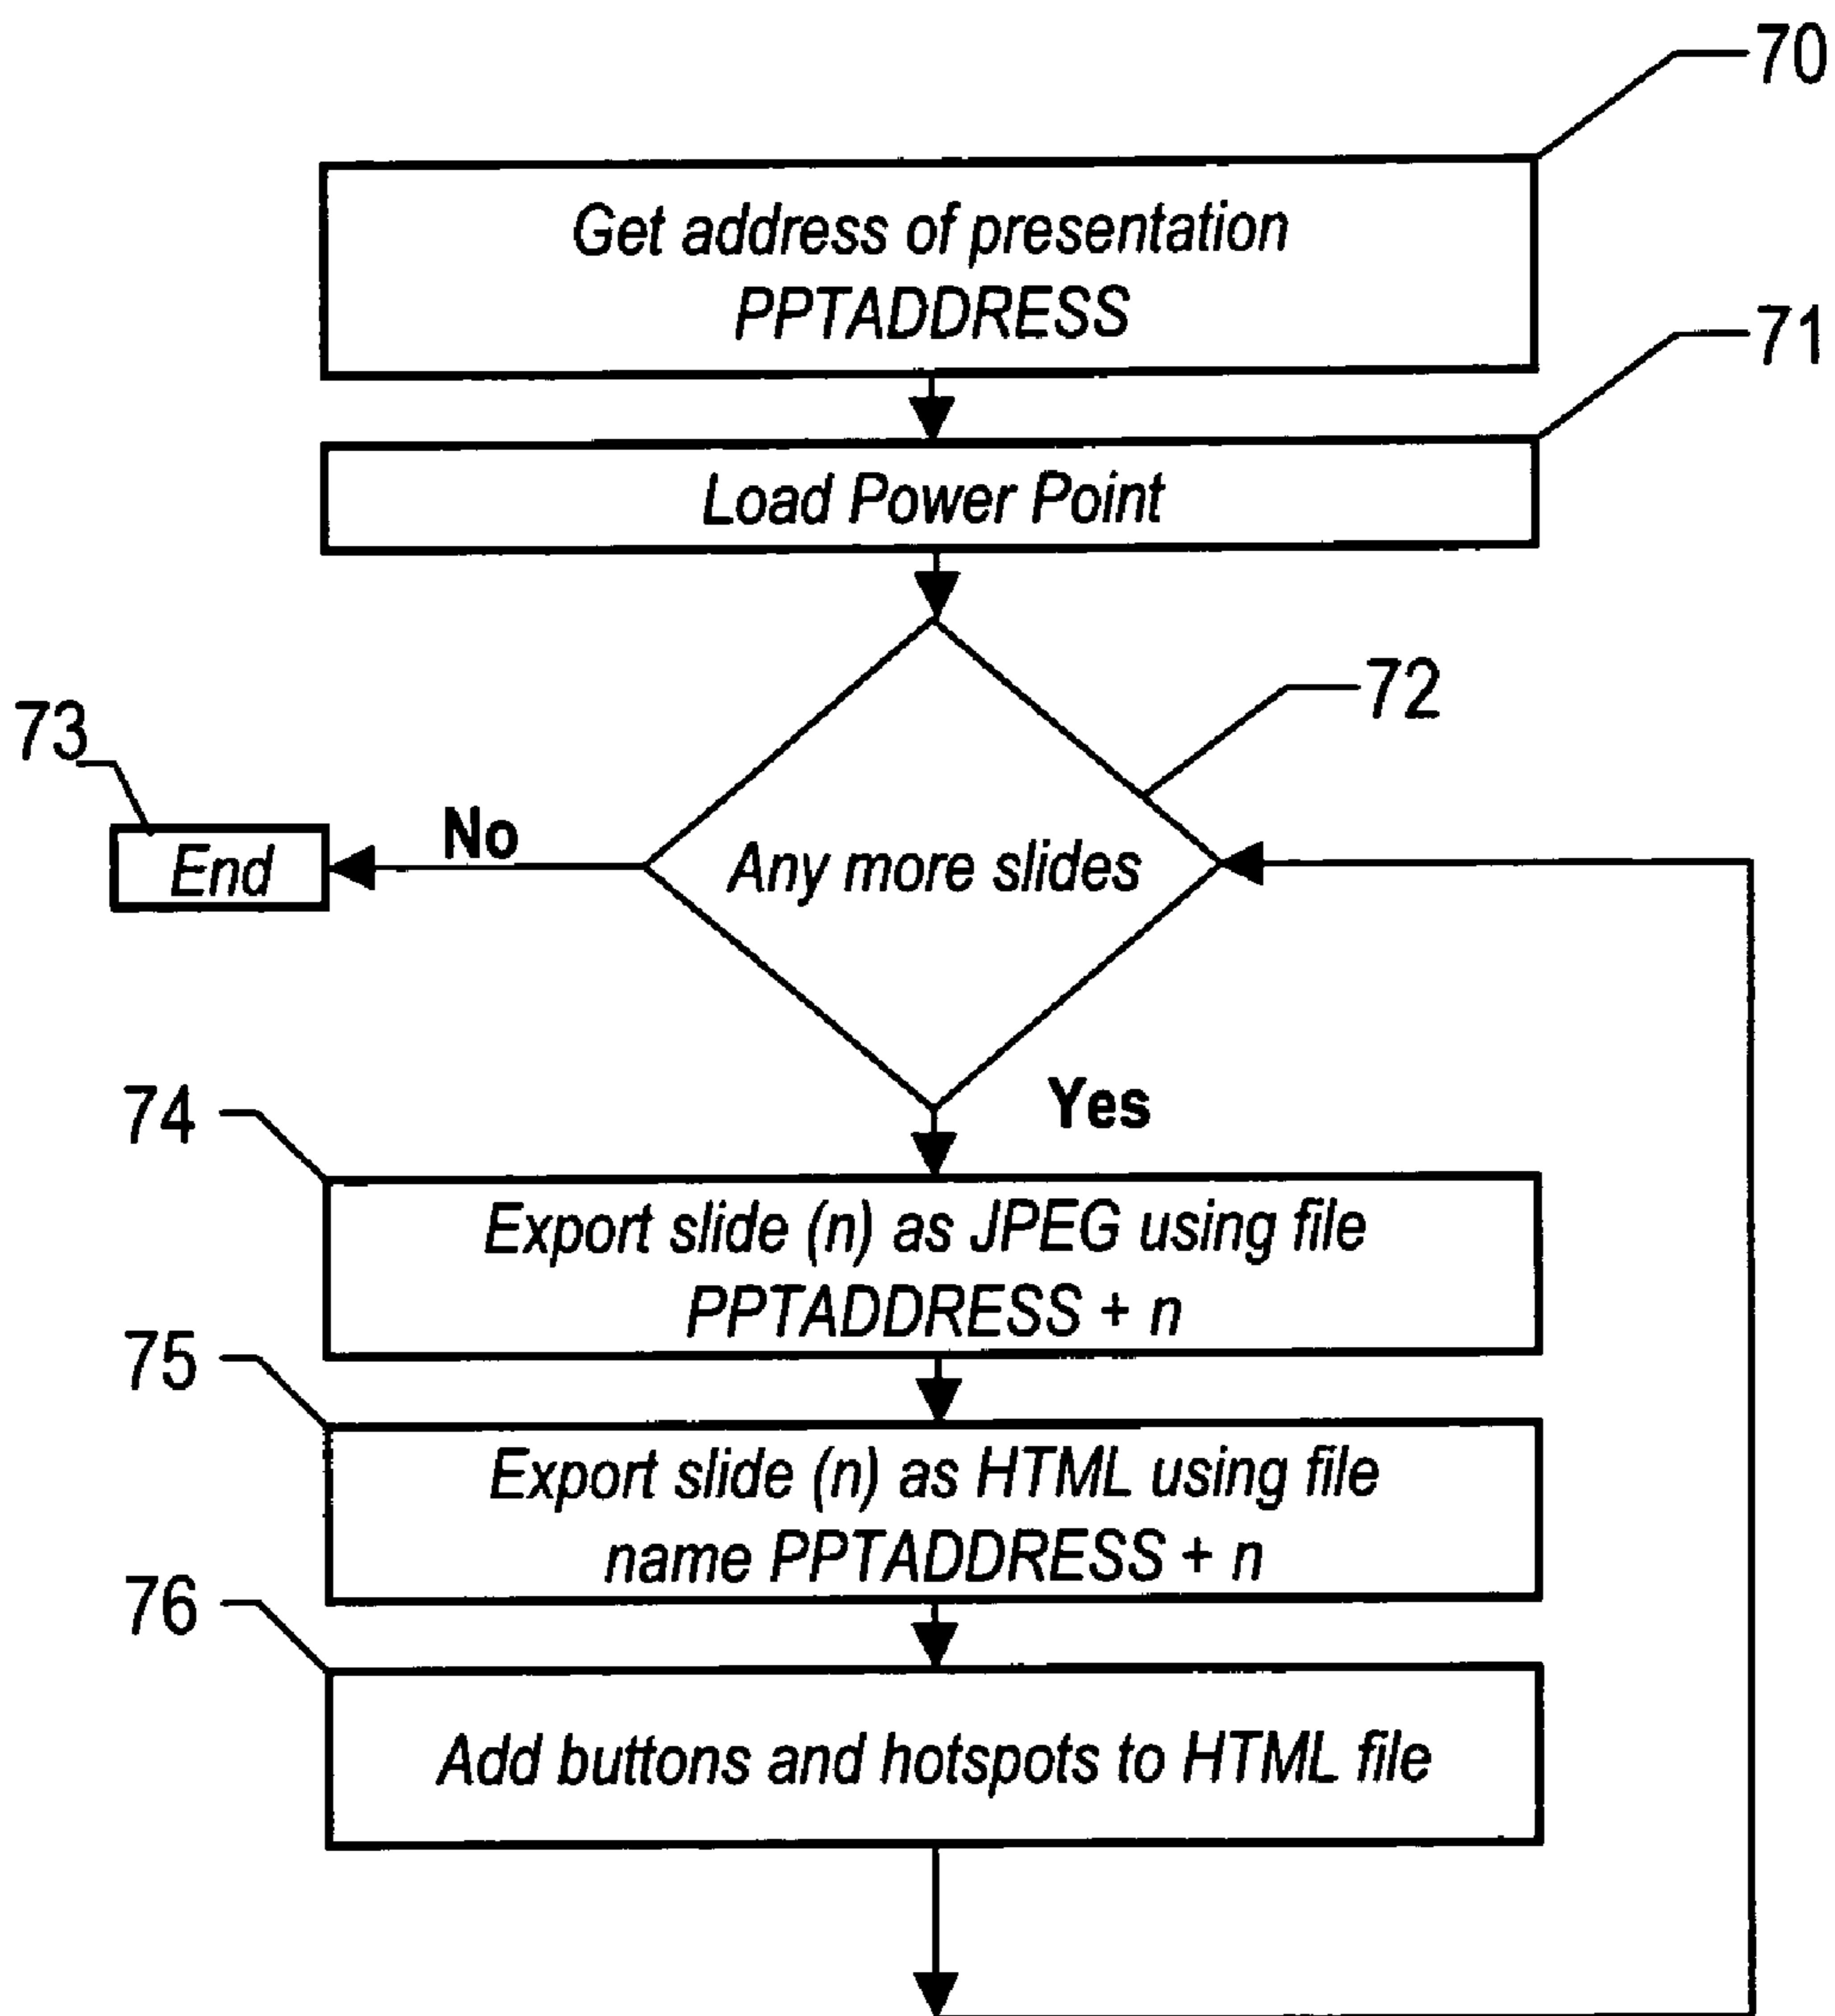 70
Get address of presentation
PPTADDRESS
71
Load Power Point
72
73
No
End
Any more slides
Yes
74
Export slide (n) as JPEG using file
PPTADDRESS + n
75
Export slide (n) as HTML using file
name PPTADDRESS + n
76
Add buttons and hotspots to HTML file